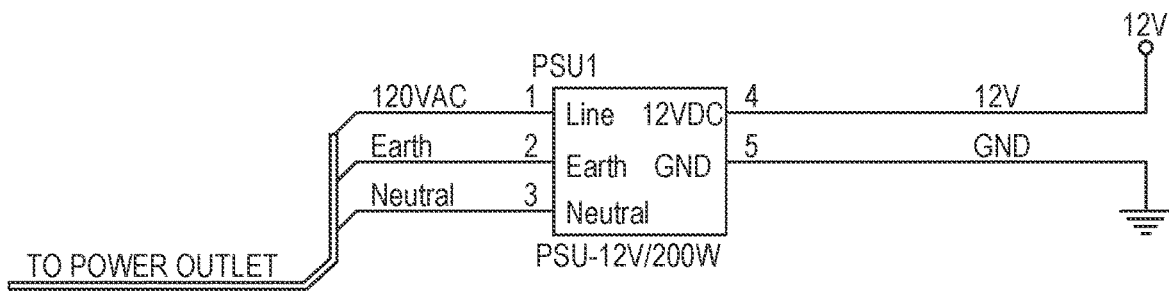 12V
PSU1
120VAC 1 Line 12VDC 4 12V
Earth 2 Earth GND 5 GND
Neutral 3 Neutral
PSU-12V/200W
TO POWER OUTLET